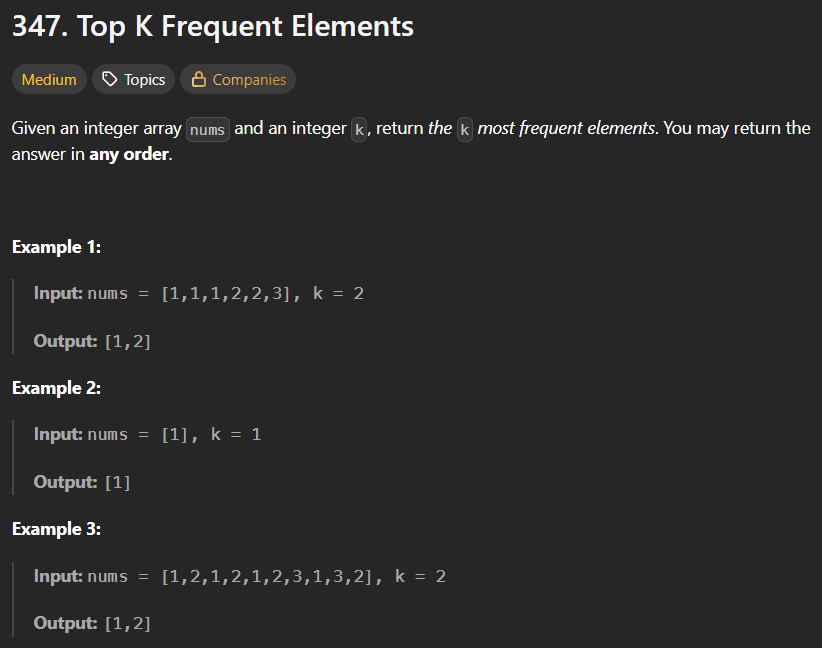 347. Top K Frequent Elements
Medium Topics Companies
Given an integer array nums and an integer k, return the k most frequent elements. You may return the
answer in any order.
Example 1:
Input: nums = [1,1,1,2,2,3], k = 2
Output: [1,2]
Example 2:
Input: nums = [1], k = 1
Output: [1]
Example 3:
Input: nums = [1,2,1,2,1,2,3,1,3,2], k = 2
Output: [1,2]